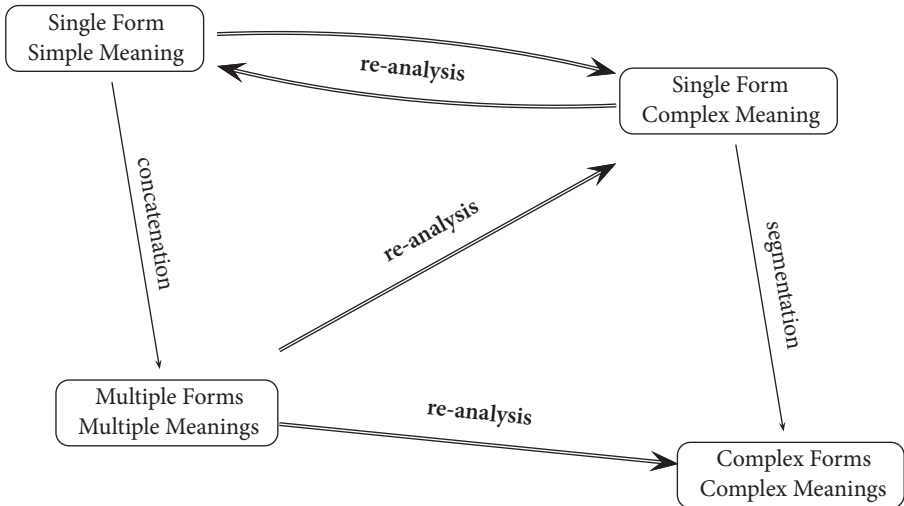 Single Form
Simple Meaning
re-analysis
Single Form
Complex Meaning
concatenation
re-analysis
segmentation
Multiple Forms
Multiple Meanings
re-analysis
Complex Forms
Complex Meanings